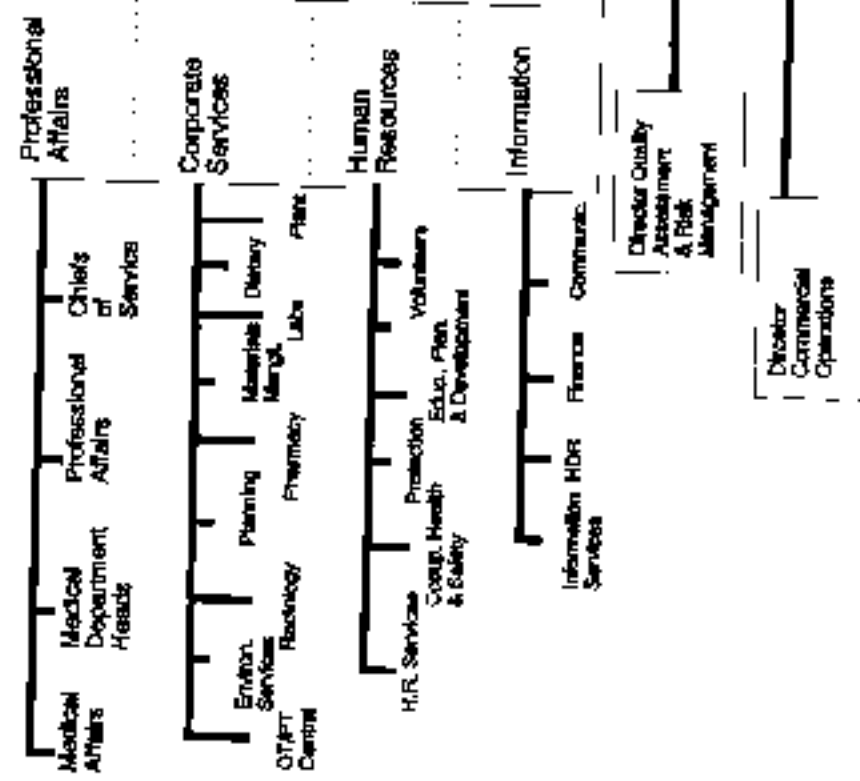 Professional
Affairs
Medical
Affairs
Medical
Department
Heads
Professional
Affairs
Chiefs
of
Service
Corporate
Services
OT/PT
Central
Environ.
Services
Radiology
Planning
Pharmacy
Materials
Mangt.
Labs
Dietary
Plant
Human
Resources
H.R. Services
Occup. Health
& Safety
Protection
Educ., Plan.
& Development
Volunteers
Information
Information
Services
HDR
Finance
Communic.
Director Quality
Assessment
& Risk
Management
Director
Commercial
Operations